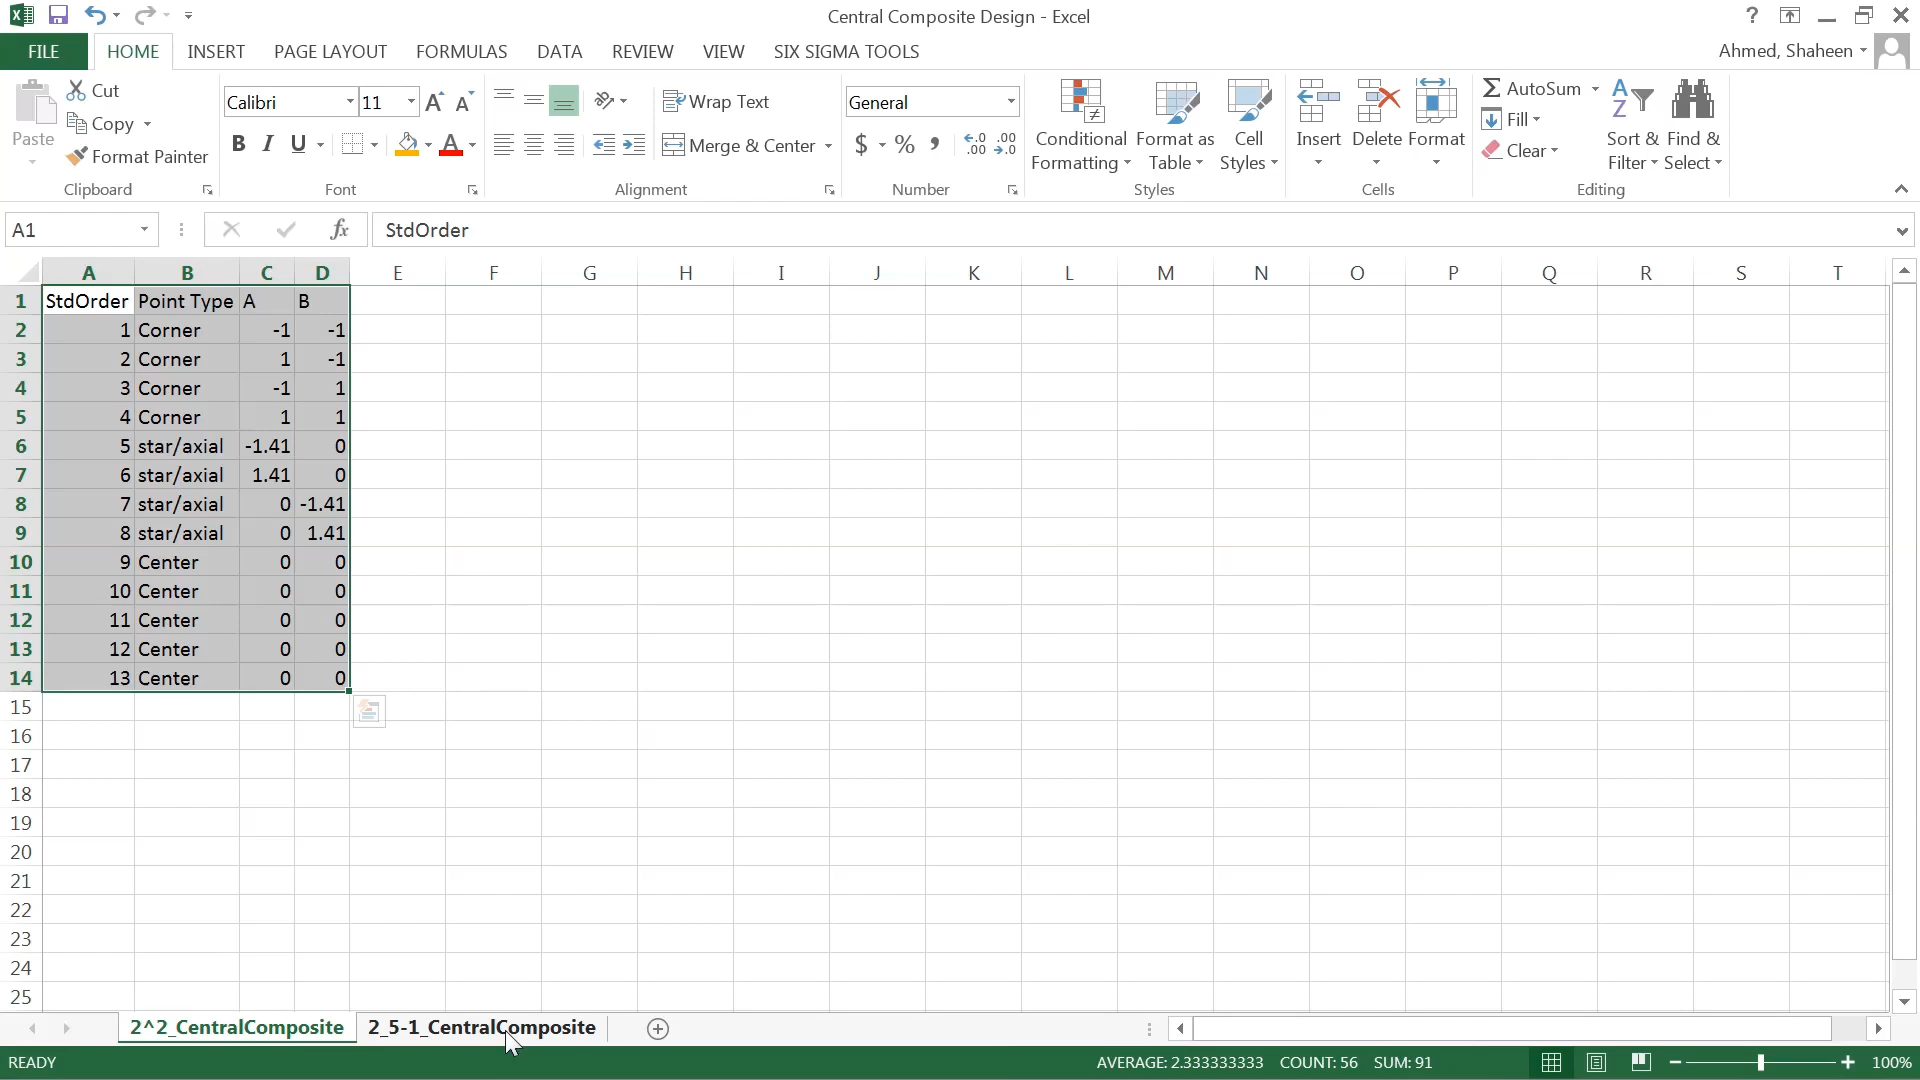 Central Composite Design - Excel
?
FILE HOME INSERT PAGE LAYOUT FORMULAS DATA REVIEW VIEW SIX SIGMA TOOLS Ahmed, Shaheen
Paste
Cut
Copy
Format Painter
Clipboard
Calibri 11
B I U
Font
Wrap Text
Merge & Center
Alignment
General
$ % ,
Number
Conditional Formatting
Format as Table
Cell Styles
Styles
Insert Delete Format
Cells
AutoSum
Fill
Clear
Sort & Filter
Find & Select
Editing
A1 fx StdOrder
A B C D E F G H I J K L M N O P Q R S T
1 StdOrder Point Type A B
2 1 Corner -1 -1
3 2 Corner 1 -1
4 3 Corner -1 1
5 4 Corner 1 1
6 5 star/axial -1.41 0
7 6 star/axial 1.41 0
8 7 star/axial 0 -1.41
9 8 star/axial 0 1.41
10 9 Center 0 0
11 10 Center 0 0
12 11 Center 0 0
13 12 Center 0 0
14 13 Center 0 0
15
16
17
18
19
20
21
22
23
24
25
2^2_CentralComposite 2_5-1_CentralComposite
READY AVERAGE: 2.333333333 COUNT: 56 SUM: 91 100%